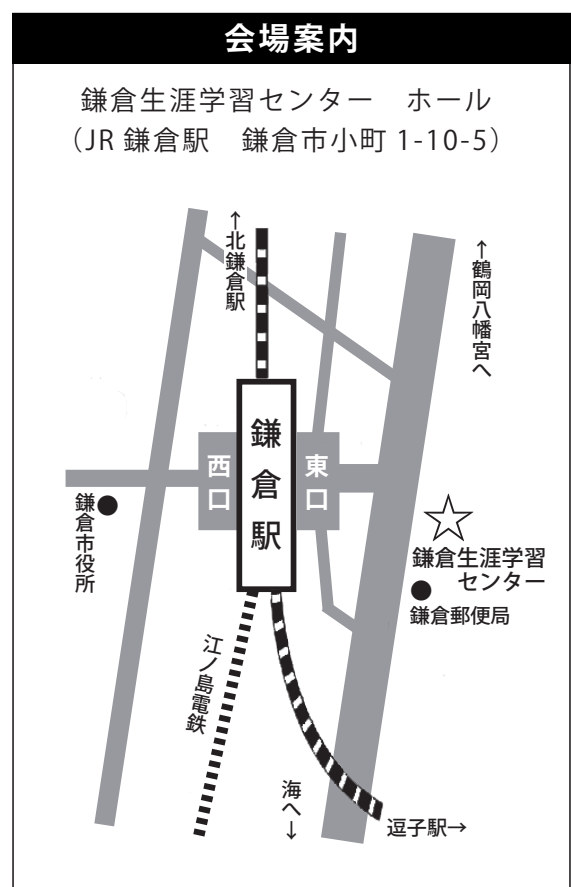 会場案内
鎌倉生涯学習センター　ホール
（JR 鎌倉駅　鎌倉市小町 1-10-5）
↑北鎌倉駅
↑鶴岡八幡宮へ
鎌倉駅
西口
東口
鎌倉市役所
鎌倉生涯学習
センター
鎌倉郵便局
江ノ島電鉄
海へ↓
逗子駅→